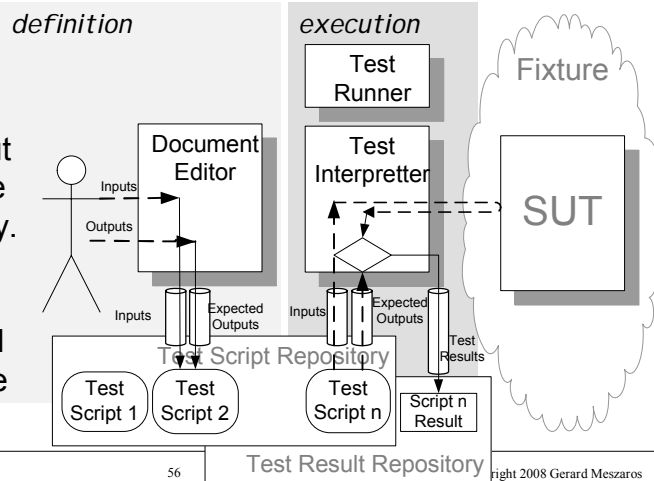 definition
execution
Test
Runner
Fixture
Document
Editor
Test
Interpretter
Inputs
Outputs
SUT
y.
Inputs
Expected
Outputs
Inputs
Expected
Outputs
Test
Results
Test Script Repository
Test
Script 1
Test
Script 2
Test
Script n
Script n
Result
56
Test Result Repository
right 2008 Gerard Meszaros